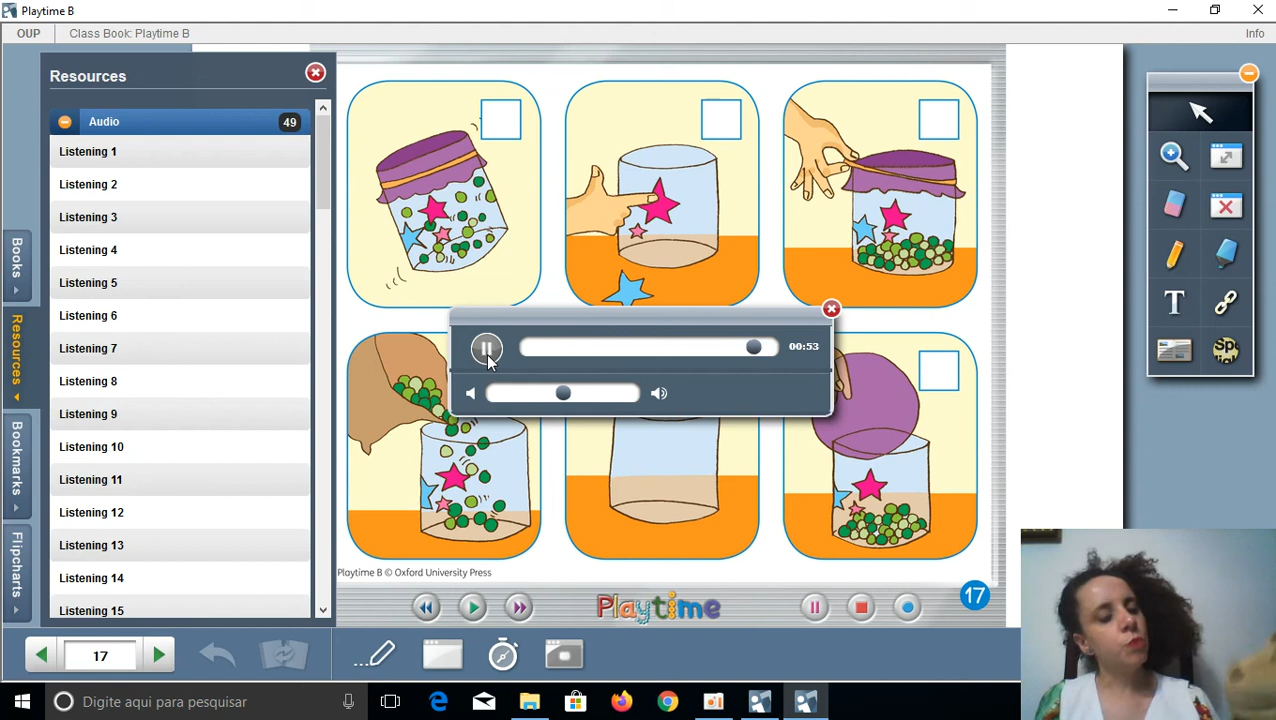 Playtime B
OUP
Class Book: Playtime B
Info
Resources
Audio
49
Listening 1
Listening 2
Listening 3
Listening 4
Listening 5
Listening 6
Listening 7
Listening 8
Listening 9
Listening 10
Listening 11
Listening 12
Listening 13
Listening 14
Listening 15
Books
Resources
Bookmarks
Flipcharts
00:53
Playtime B © Oxford University Press
Playtime
17
T
Sp
17
Digite aqui para pesquisar